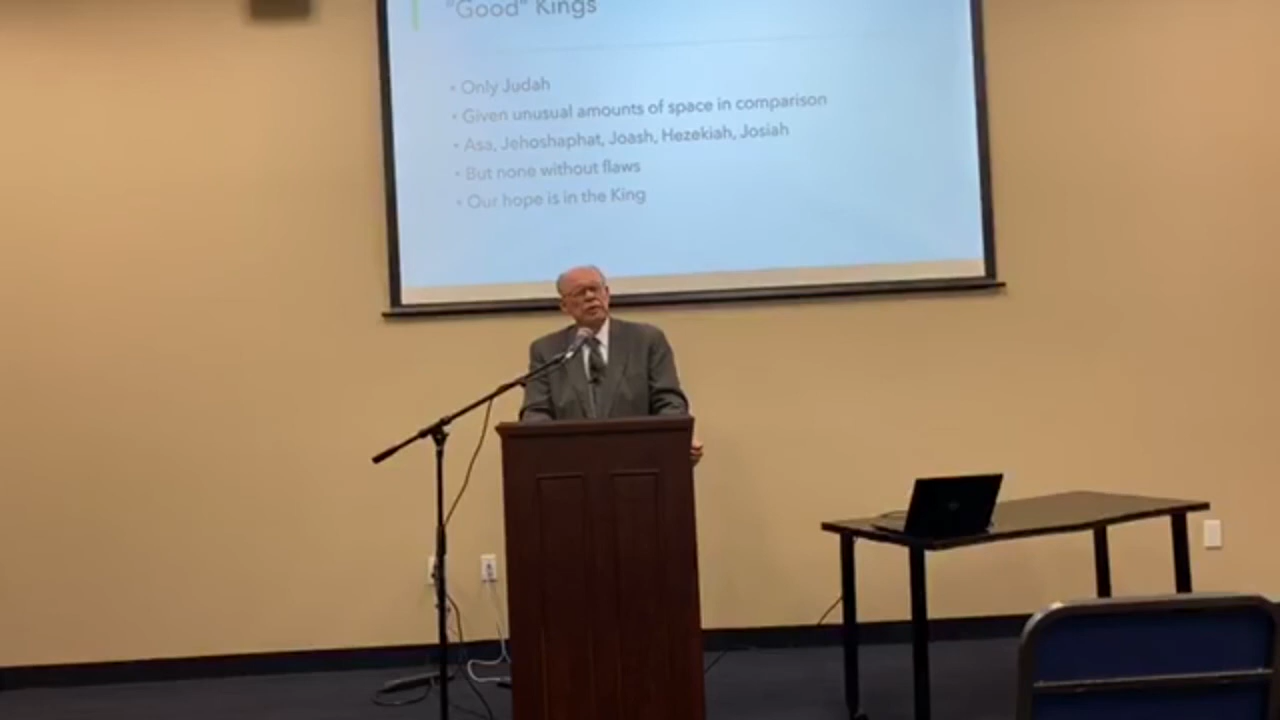 "Good" Kings
• Only Judah
• Given unusual amounts of space in comparison
• Asa, Jehoshaphat, Joash, Hezekiah, Josiah
• But none without flaws
• Our hope is in the King